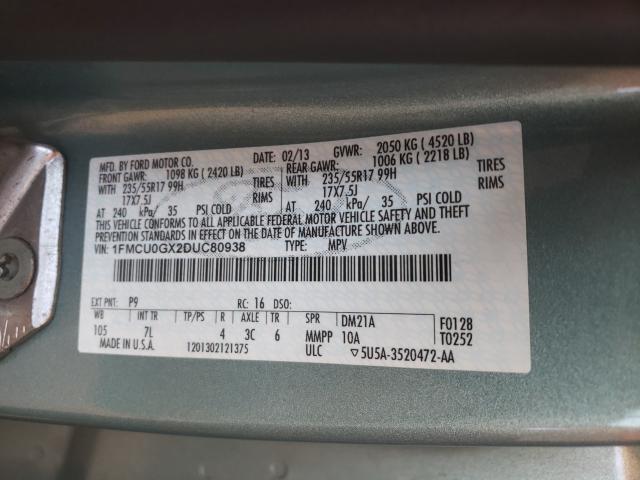 MFD. BY FORD MOTOR CO. DATE: 02/13 GVWR: 2050 KG ( 4520 LB)
FRONT GAWR: 1098 KG ( 2420 LB) REAR GAWR: 1006 KG ( 2218 LB)
WITH 235/55R17 99H TIRES WITH 235/55R17 99H TIRES
17X7.5J RIMS 17X7.5J RIMS
AT 240 kPa/ 35 PSI COLD AT 240 kPa/ 35 PSI COLD
THIS VEHICLE CONFORMS TO ALL APPLICABLE FEDERAL MOTOR VEHICLE SAFETY AND THEFT
PREVENTION STANDARDS IN EFFECT ON THE DATE OF MANUFACTURE SHOWN ABOVE.
VIN: 1FMCU0GX2DUC80938 TYPE: MPV
EXT PNT: P9 RC: 16 DSO:
WB INT TR TP/PS R AXLE TR SPR DM21A F0128
105 7L 4 3C 6 MMPP 10A T0252
MADE IN U.S.A. 1201302121375 ULC ▽5U5A-3520472-AA